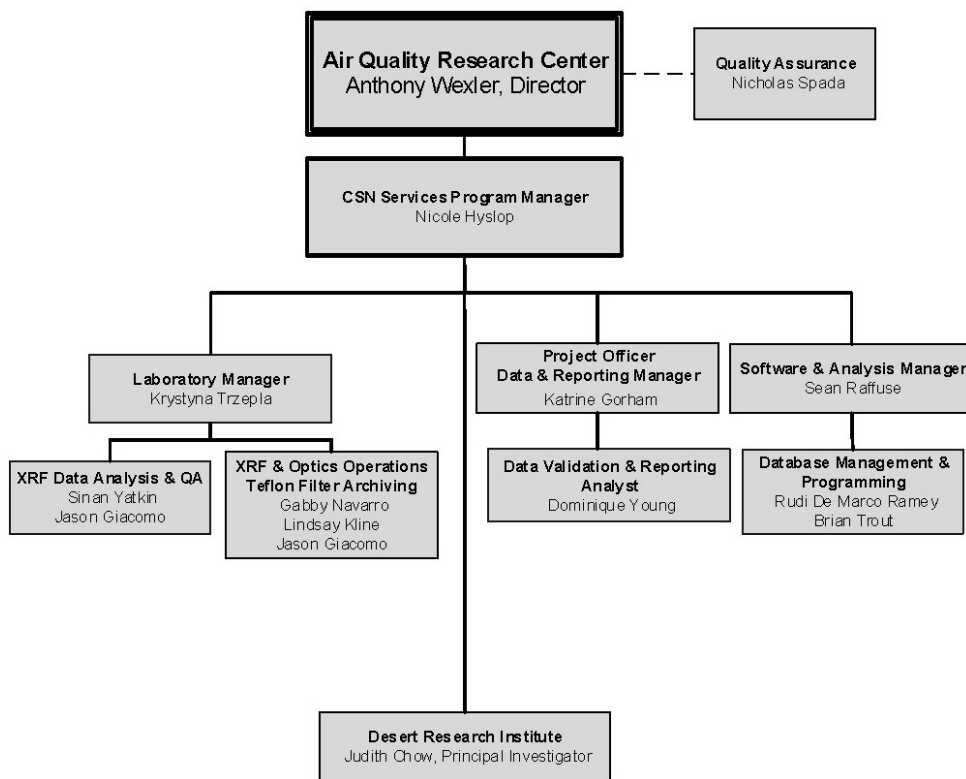 Air Quality Research Center
Anthony Wexler, Director
Quality Assurance
Nicholas Spada
CSN Services Program Manager
Nicole Hyslop
Laboratory Manager
Krystyna Trzepla
Project Officer
Data & Reporting Manager
Katrine Gorham
Software & Analysis Manager
Sean Raffuse
XRF Data Analysis & QA
Sinan Yatkin
Jason Giacomo
XRF & Optics Operations
Teflon Filter Archiving
Gabby Navarro
Lindsay Kline
Jason Giacomo
Data Validation & Reporting
Analyst
Dominique Young
Database Management &
Programming
Rudi De Marco Ramey
Brian Trout
Desert Research Institute
Judith Chow, Principal Investigator